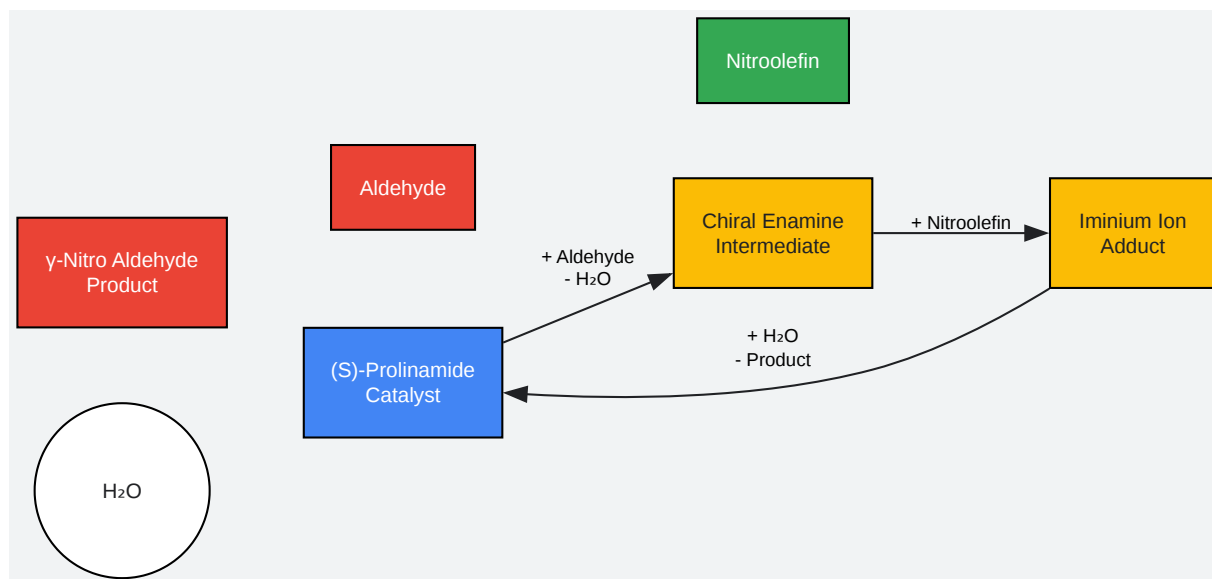 Nitroolefin
Aldehyde
γ-Nitro Aldehyde
Product
Chiral Enamine
Intermediate
+ Nitroolefin
Iminium Ion
Adduct
+ Aldehyde
- H₂O
+ H₂O
- Product
(S)-Prolinamide
Catalyst
H₂O